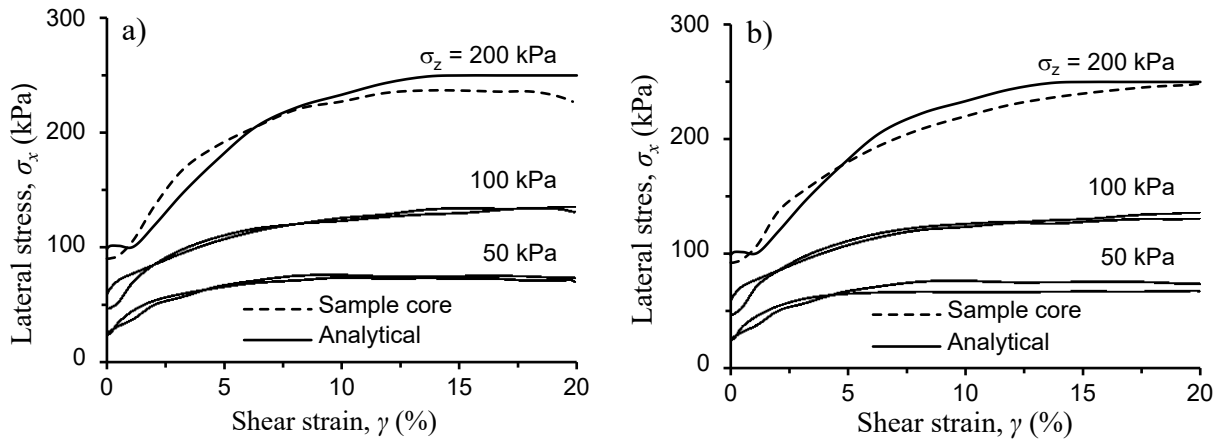 a)
300
200
100
0
Lateral stress, σx (kPa)
σz = 200 kPa
100 kPa
50 kPa
Sample core
Analytical
0 5 10 15 20
Shear strain, γ (%)
b)
300
200
100
0
Lateral stres, σx (kPa)
σz = 200 kPa
100 kPa
50 kPa
Sample core
Analytical
0 5 10 15 20
Shear strain, γ (%)